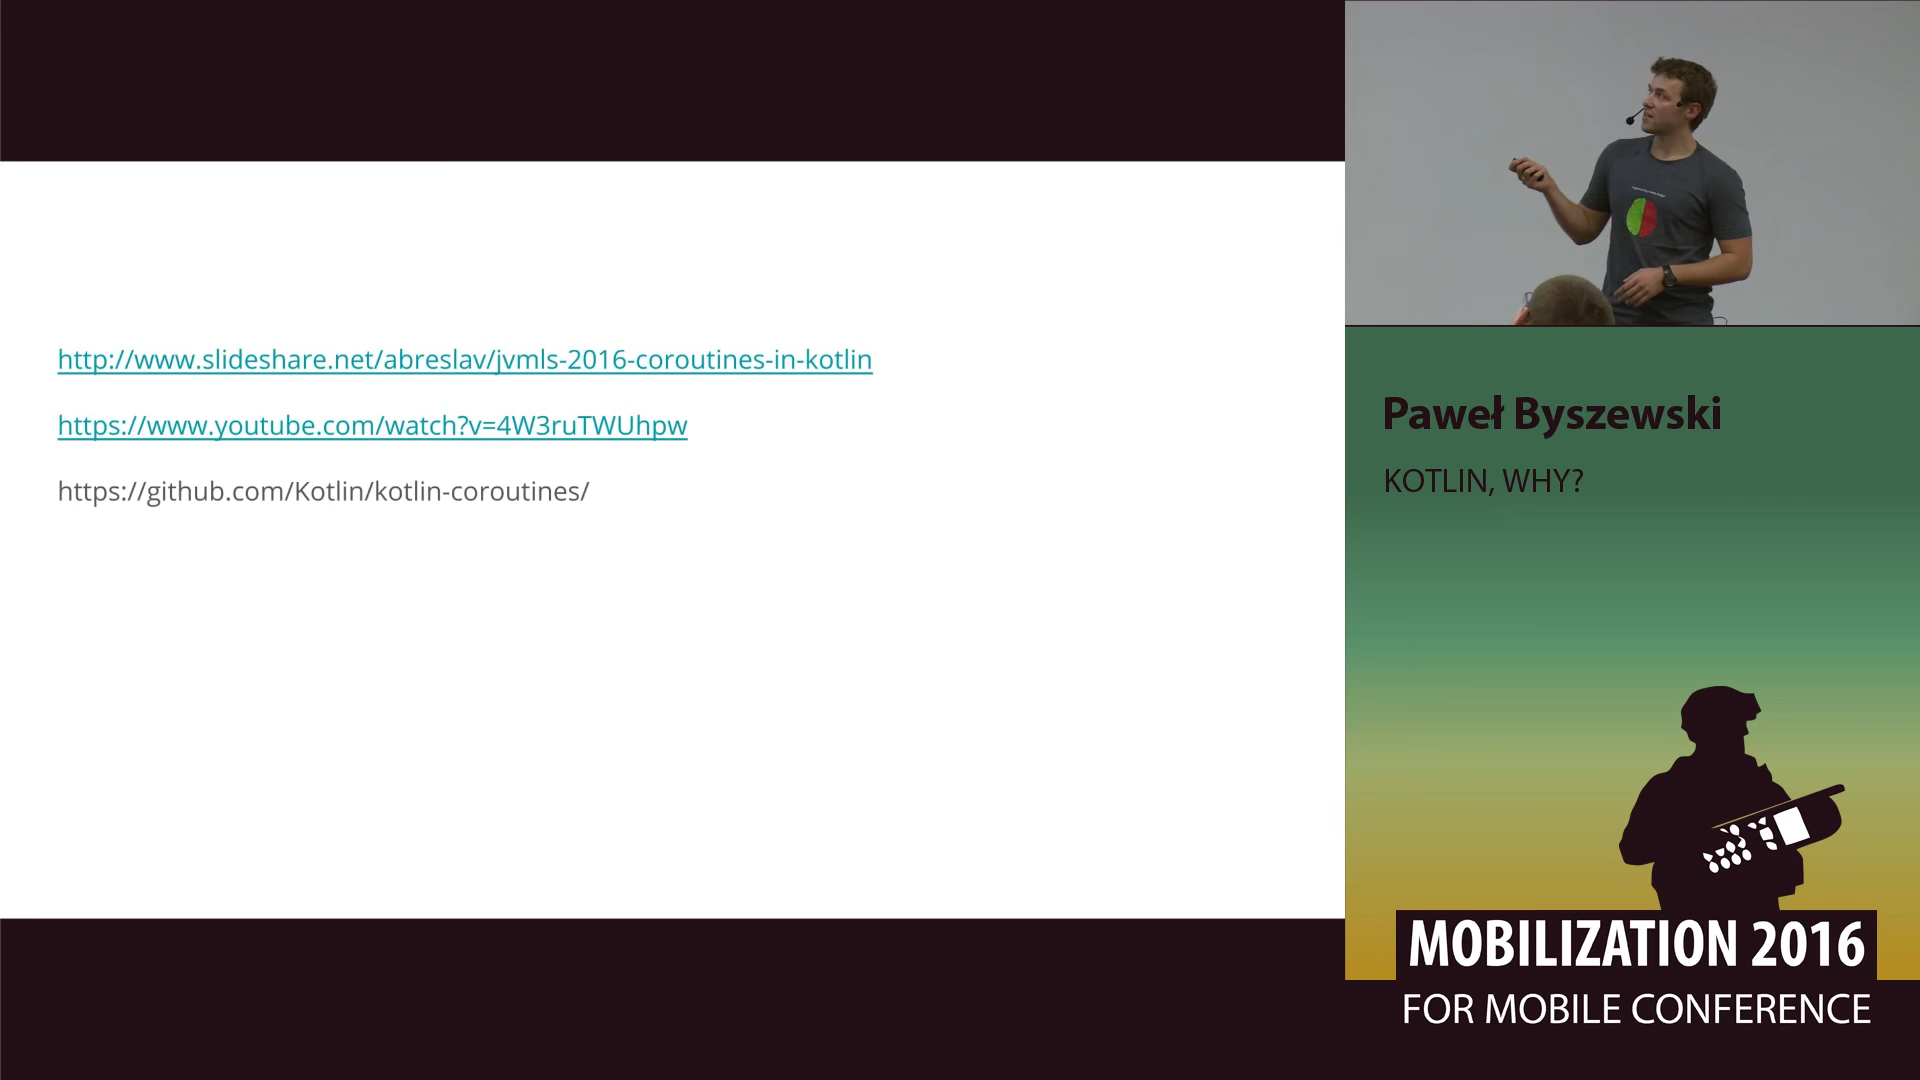 http://www.slideshare.net/abreslav/jvmls-2016-coroutines-in-kotlin
https://www.youtube.com/watch?v=4W3ruTWUhpw
https://github.com/Kotlin/kotlin-coroutines/
Paweł Byszewski
KOTLIN, WHY?
MOBILIZATION 2016
FOR MOBILE CONFERENCE